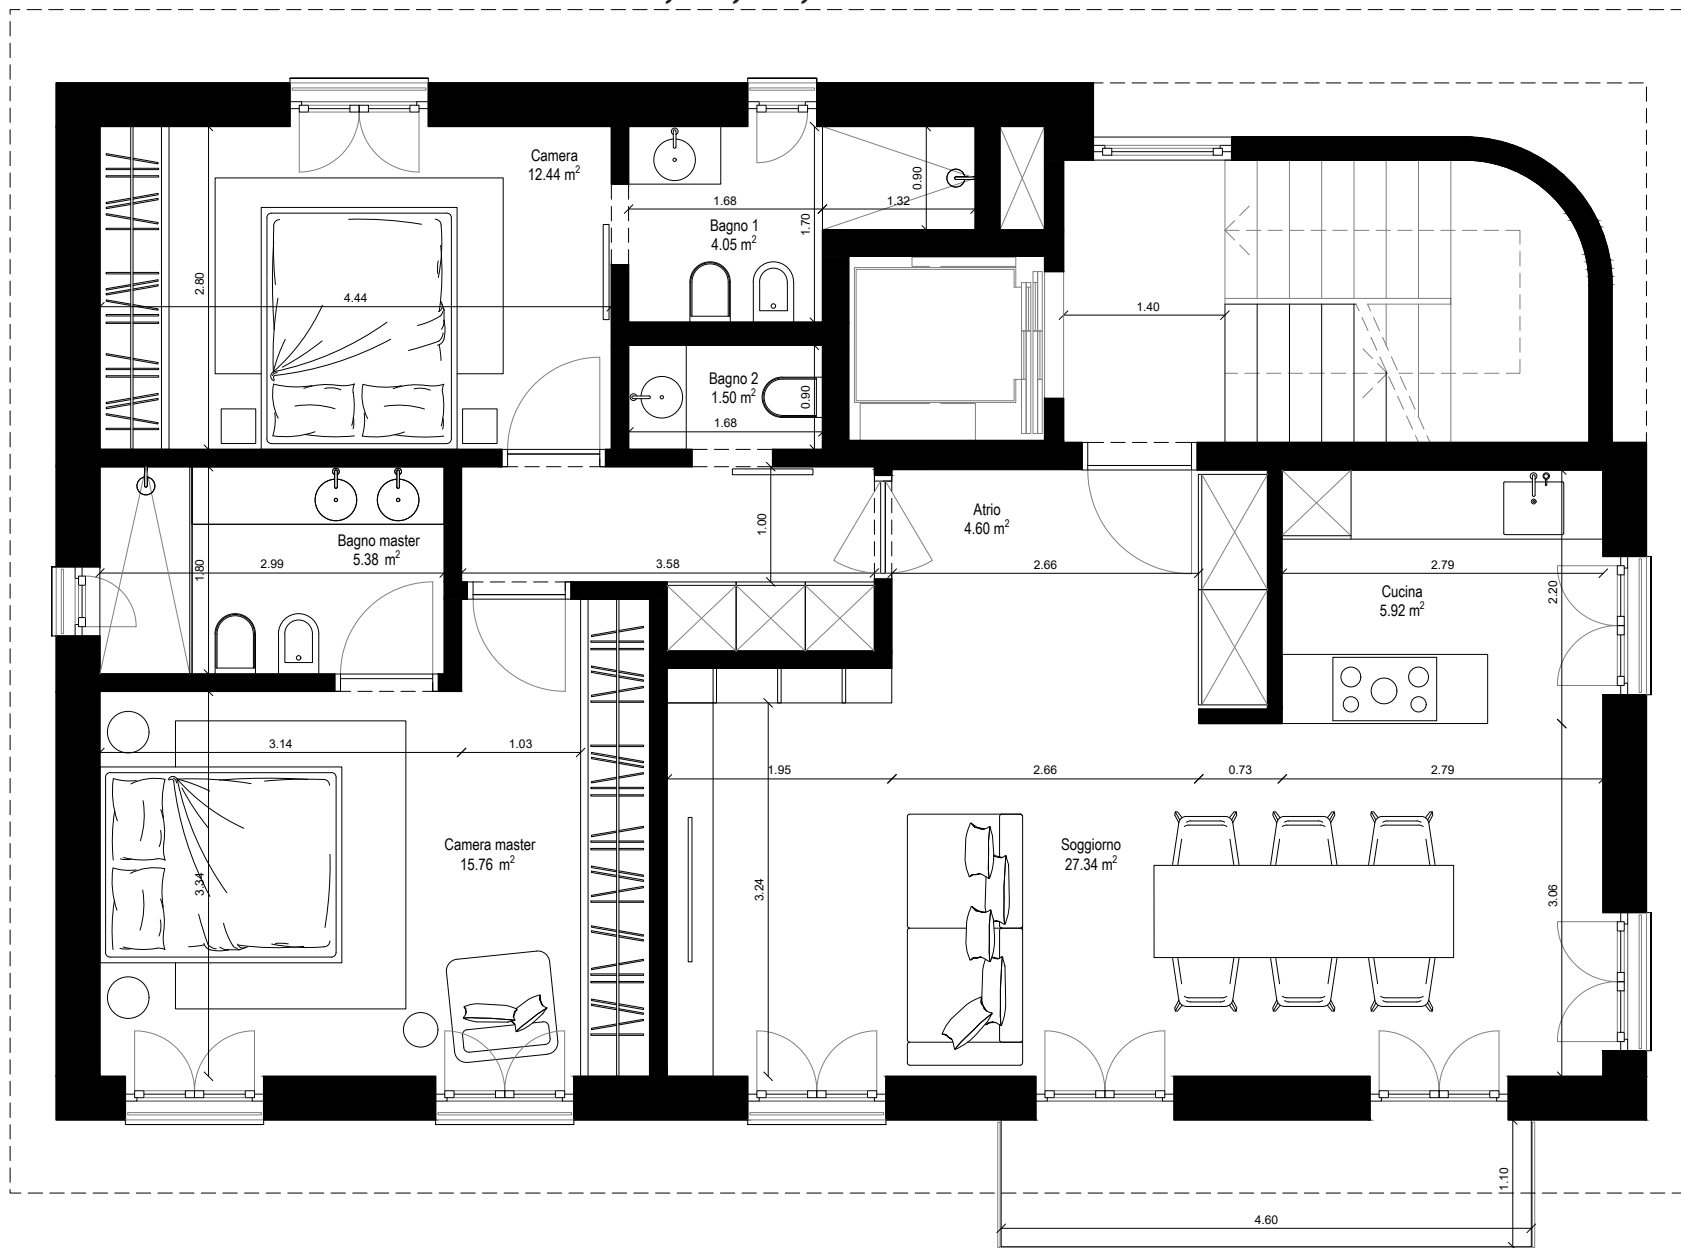 Camera
12.44 m²
0.90
1.68
1.32
1.70
Bagno 1
4.05 m²
2.80
4.44
1.40
Bagno 2
1.50 m²
0.90
1.68
Atrio
4.60 m²
1.00
Bagno master
5.38 m²
1.80
2.99
3.58
2.66
2.79
Cucina
5.92 m²
2.20
3.14
1.03
1.95
2.66
0.73
2.79
Camera master
15.76 m²
3.34
Soggiorno
27.34 m²
3.24
3.06
1.10
4.60